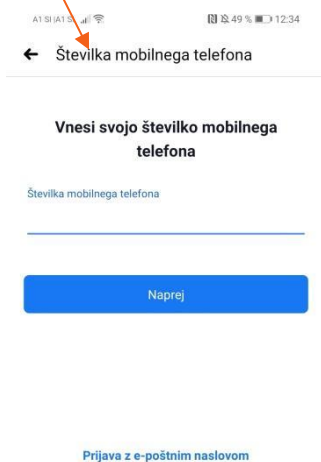 A1 SI|A1 S 49 % 12:34
Številka mobilnega telefona
Vnesi svojo številko mobilnega
telefona
Številka mobilnega telefona
Naprej
Prijava z e-poštnim naslovom